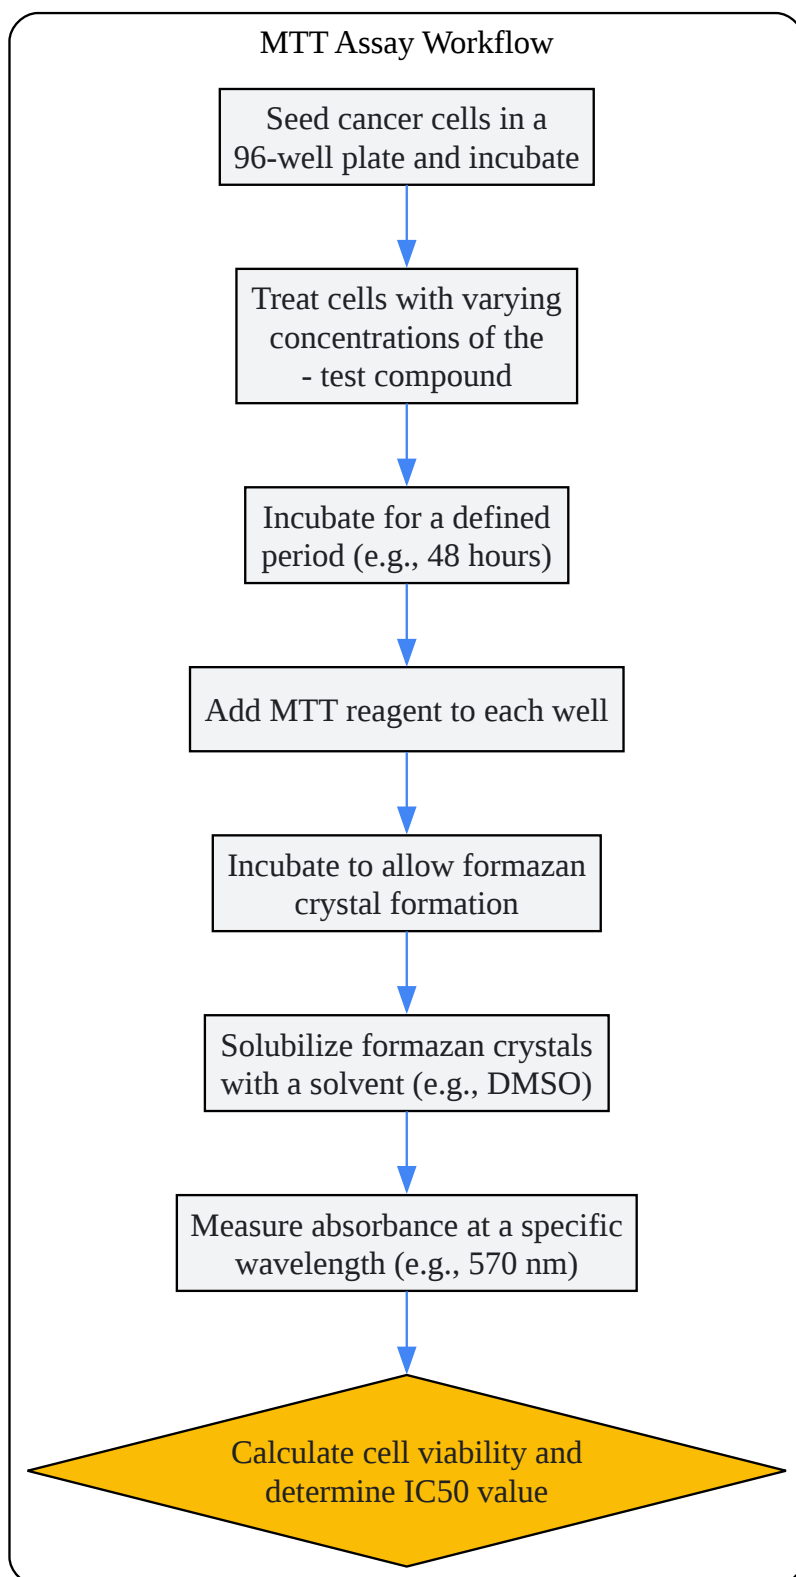 MTT Assay Workflow
Seed cancer cells in a
96-well plate and incubate
Treat cells with varying
concentrations of the
- test compound
Incubate for a defined
period (e.g., 48 hours)
Add MTT reagent to each well
Incubate to allow formazan
crystal formation
Solubilize formazan crystals
with a solvent (e.g., DMSO)
Measure absorbance at a specific
wavelength (e.g., 570 nm)
Calculate cell viability and
determine IC50 value